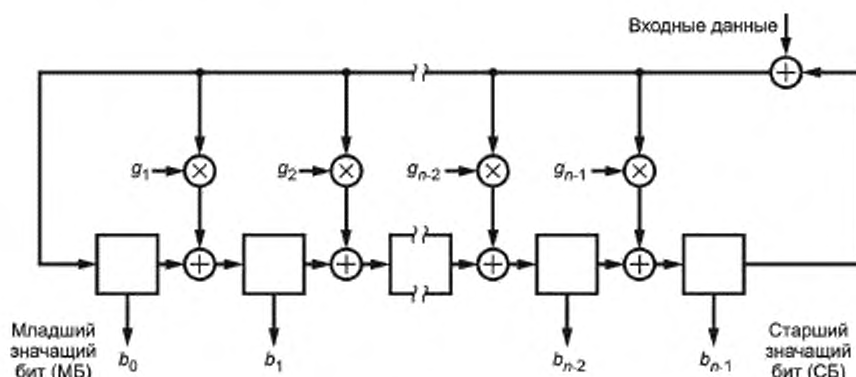 Входные данные
g1
g2
gn-2
gn-1
Младший
значащий
бит (МБ)
b0
b1
bn-2
bn-1
Старший
значащий
бит (СБ)